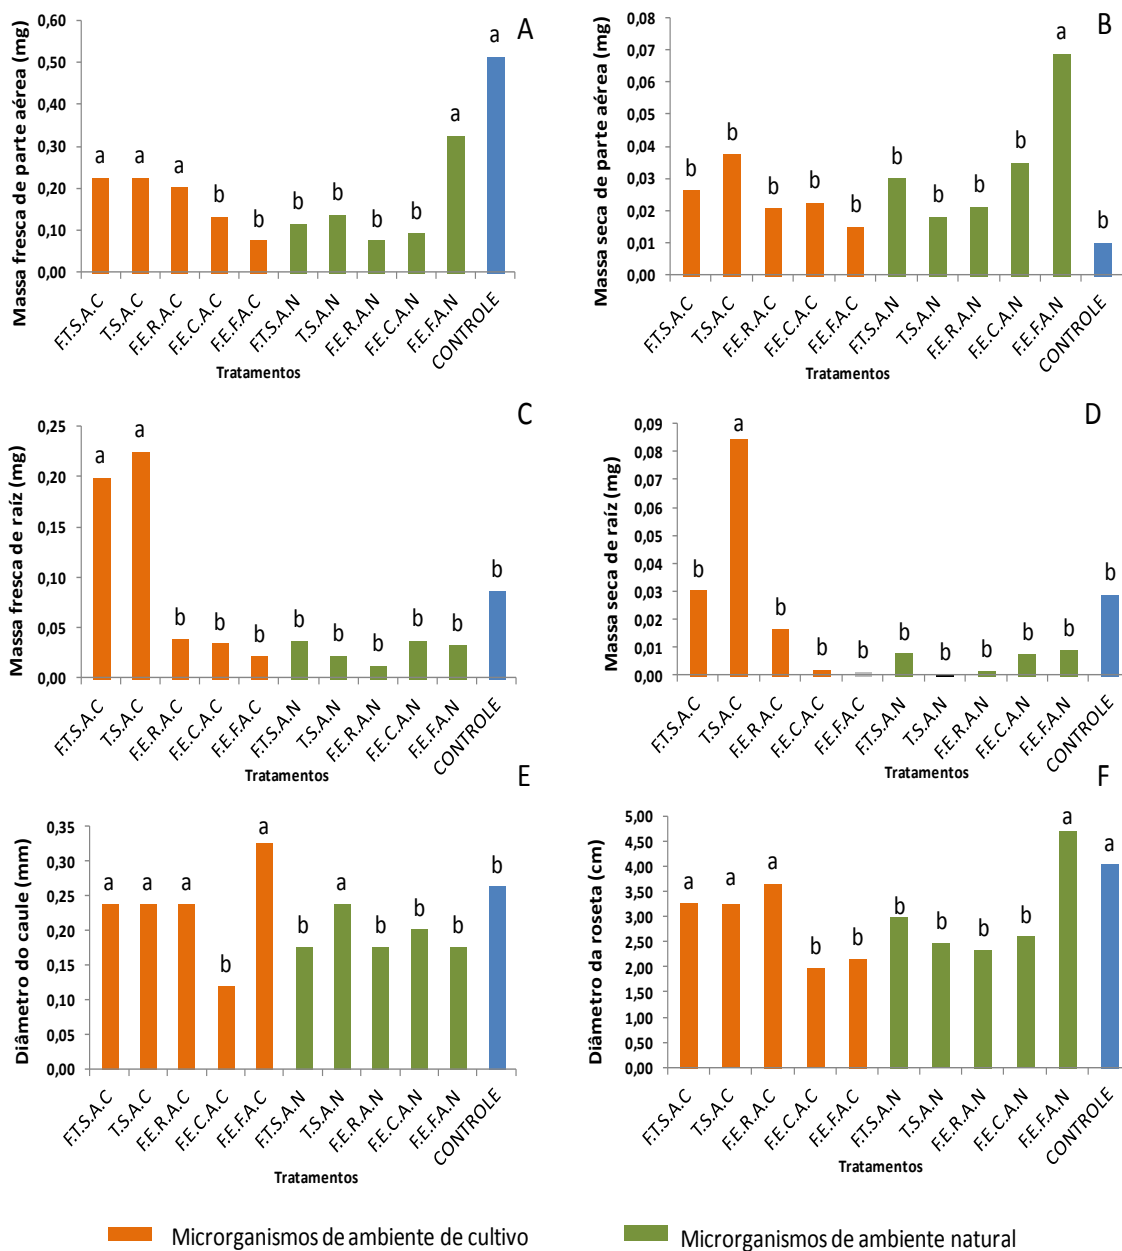 A
Massa fresca de parte aérea (mg)
0,60
0,50
0,40
0,30
0,20
0,10
0,00
a
a
a
b
b
b
b
b
b
a
a
F.T.S.A.C
T.S.A.C
F.E.R.A.C
F.E.C.A.C
F.E.F.A.C
F.T.S.A.N
T.S.A.N
F.E.R.A.N
F.E.C.A.N
F.E.F.A.N
CONTROLE
Tratamentos
B
Massa seca de parte aérea (mg)
0,08
0,07
0,06
0,05
0,04
0,03
0,02
0,01
0,00
b
b
b
b
b
b
b
b
b
a
b
F.T.S.A.C
T.S.A.C
F.E.R.A.C
F.E.C.A.C
F.E.F.A.C
F.T.S.A.N
T.S.A.N
F.E.R.A.N
F.E.C.A.N
F.E.F.A.N
CONTROLE
Tratamentos
C
Massa fresca de raíz (mg)
0,25
0,20
0,15
0,10
0,05
0,00
a
a
b
b
b
b
b
b
b
b
b
F.T.S.A.C
T.S.A.C
F.E.R.A.C
F.E.C.A.C
F.E.F.A.C
F.T.S.A.N
T.S.A.N
F.E.R.A.N
F.E.C.A.N
F.E.F.A.N
CONTROLE
Tratamentos
D
Massa seca de raíz (mg)
0,09
0,08
0,07
0,06
0,05
0,04
0,03
0,02
0,01
0,00
b
a
b
b
b
b
b
b
b
b
b
F.T.S.A.C
T.S.A.C
F.E.R.A.C
F.E.C.A.C
F.E.F.A.C
F.T.S.A.N
T.S.A.N
F.E.R.A.N
F.E.C.A.N
F.E.F.A.N
CONTROLE
Tratamentos
E
Diâmetro do caule (mm)
0,35
0,30
0,25
0,20
0,15
0,10
0,05
0,00
a
a
a
b
a
b
a
b
b
b
b
F.T.S.A.C
T.S.A.C
F.E.R.A.C
F.E.C.A.C
F.E.F.A.C
F.T.S.A.N
T.S.A.N
F.E.R.A.N
F.E.C.A.N
F.E.F.A.N
CONTROLE
Tratamentos
F
Diâmetro da roseta (cm)
5,00
4,50
4,00
3,50
3,00
2,50
2,00
1,50
1,00
0,50
0,00
a
a
a
b
b
b
b
b
b
a
a
F.T.S.A.C
T.S.A.C
F.E.R.A.C
F.E.C.A.C
F.E.F.A.C
F.T.S.A.N
T.S.A.N
F.E.R.A.N
F.E.C.A.N
F.E.F.A.N
CONTROLE
Tratamentos
Microrganismos de ambiente de cultivo
Microrganismos de ambiente natural